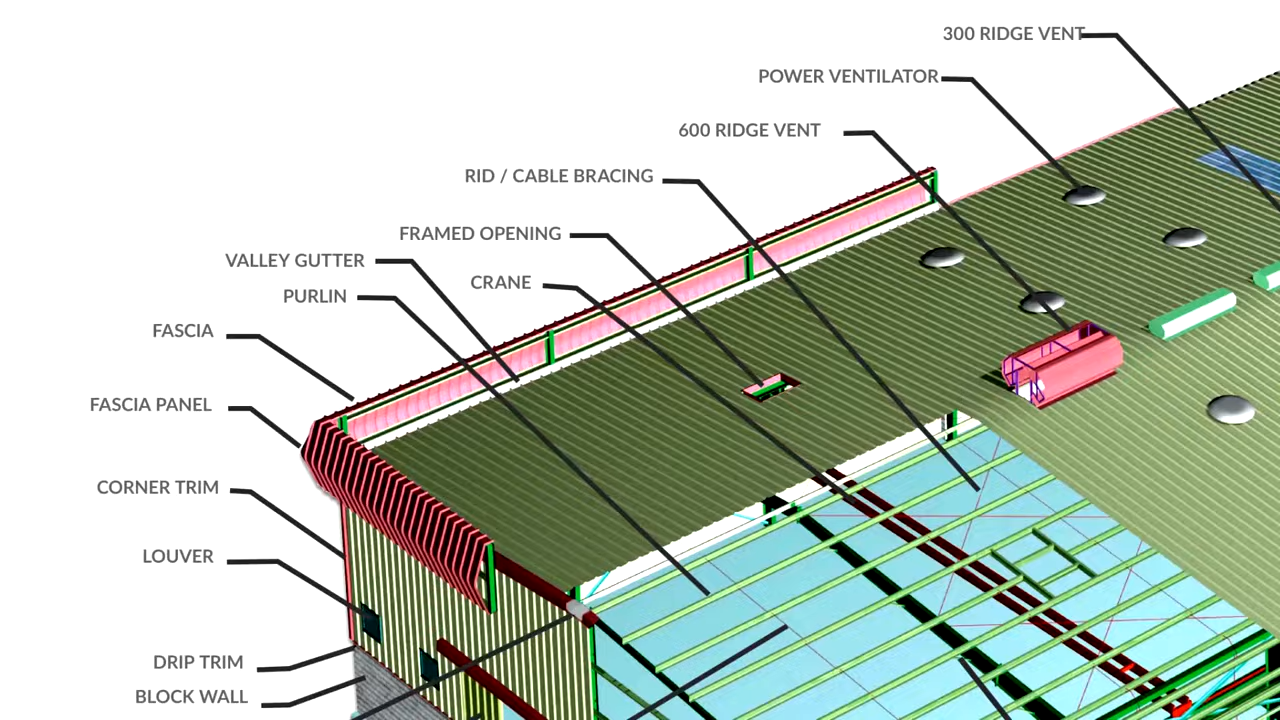 300 RIDGE VENT
POWER VENTILATOR
600 RIDGE VENT
RID / CABLE BRACING
FRAMED OPENING
VALLEY GUTTER
CRANE
PURLIN
FASCIA
FASCIA PANEL
CORNER TRIM
LOUVER
DRIP TRIM
BLOCK WALL